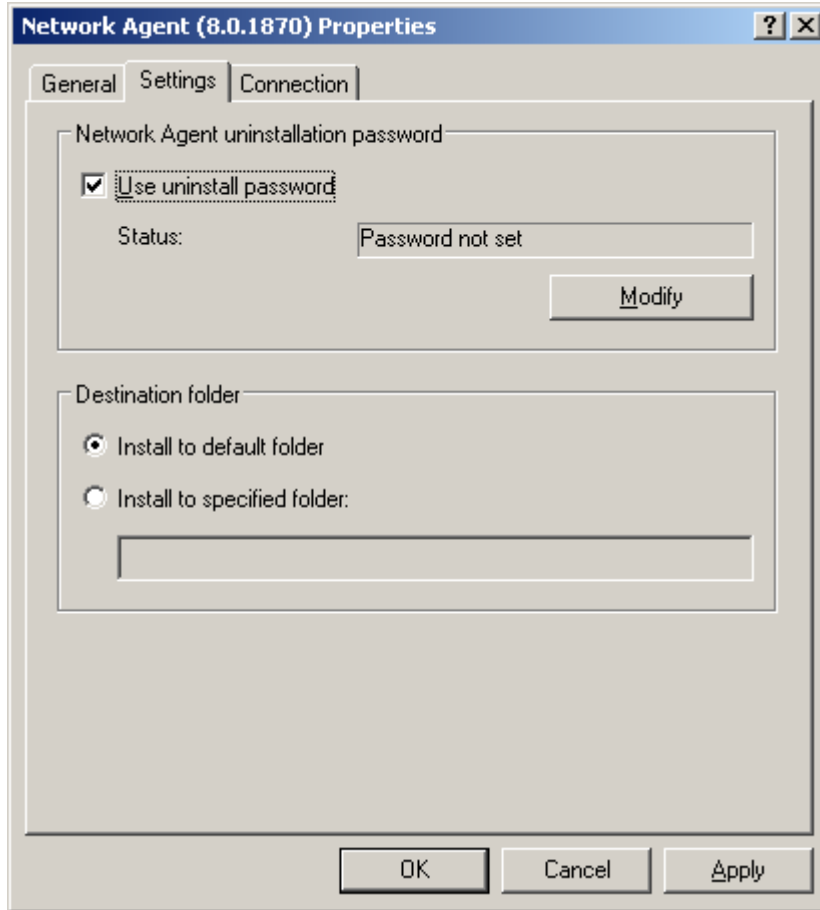 Network Agent (8.0.1870) Properties
General Settings Connection
Network Agent uninstallation password
Use uninstall password
Status: Password not set
Modify
Destination folder
Install to default folder
Install to specified folder:
OK Cancel Apply